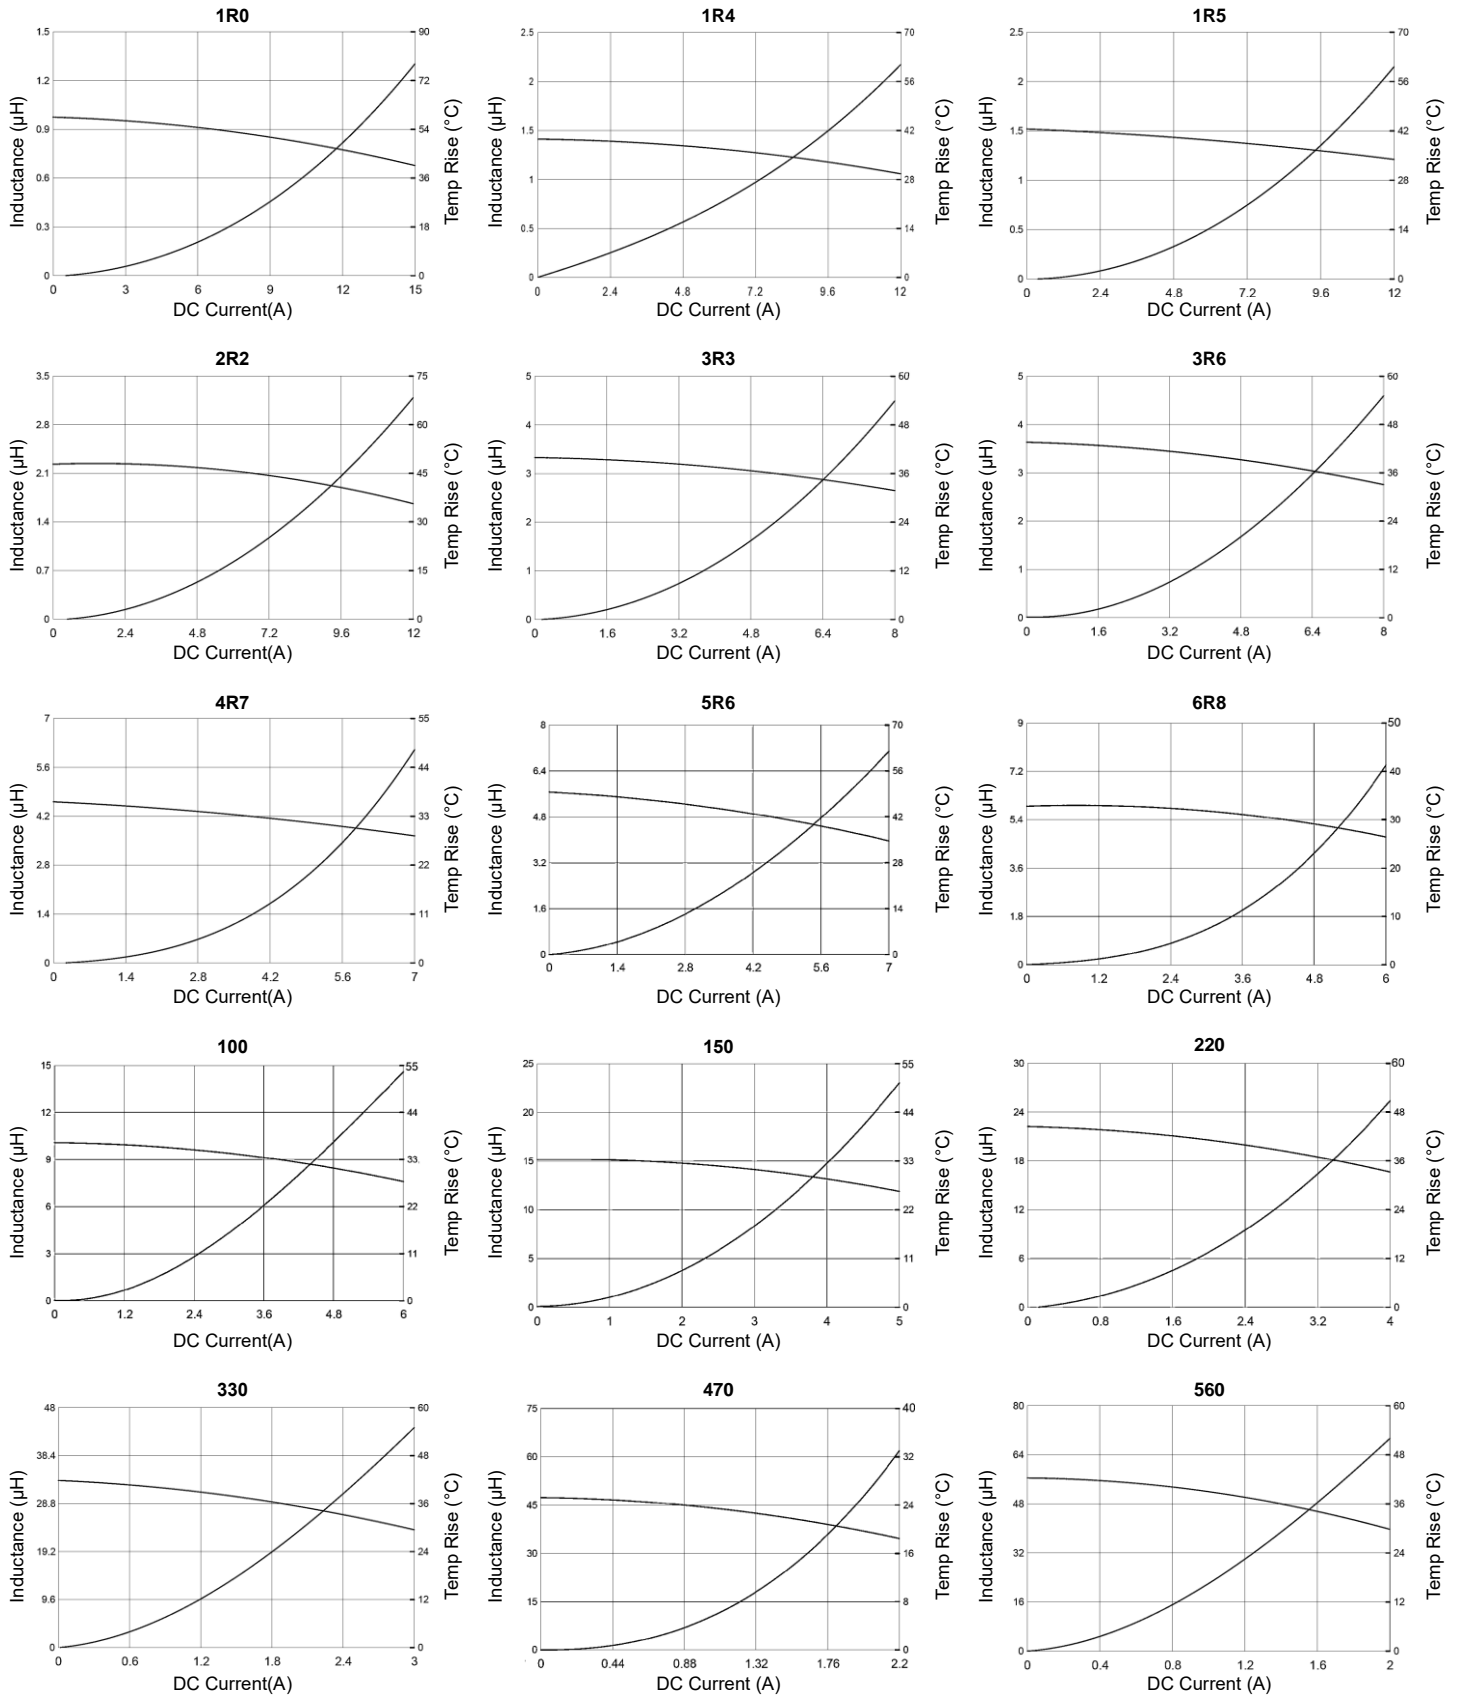 1R0
1.5
1.2
0.9
0.6
0.3
0
90
72
54
36
18
0
0 3 6 9 12 15
Inductance (µH)
Temp Rise (°C)
DC Current(A)
1R4
2.5
2
1.5
1
0.5
0
70
56
42
28
14
0
0 2.4 4.8 7.2 9.6 12
Inductance (µH)
Temp Rise (°C)
DC Current (A)
1R5
2.5
2
1.5
1
0.5
0
70
56
42
28
14
0
0 2.4 4.8 7.2 9.6 12
Inductance (µH)
Temp Rise (°C)
DC Current (A)
2R2
3.5
2.8
2.1
1.4
0.7
0
75
60
45
30
15
0
0 2.4 4.8 7.2 9.6 12
Inductance (µH)
Temp Rise (°C)
DC Current(A)
3R3
5
4
3
2
1
0
60
48
36
24
12
0
0 1.6 3.2 4.8 6.4 8
Inductance (µH)
Temp Rise (°C)
DC Current (A)
3R6
5
4
3
2
1
0
60
48
36
24
12
0
0 1.6 3.2 4.8 6.4 8
Inductance (µH)
Temp Rise (°C)
DC Current (A)
4R7
7
5.6
4.2
2.8
1.4
0
55
44
33
22
11
0
0 1.4 2.8 4.2 5.6 7
Inductance (µH)
Temp Rise (°C)
DC Current(A)
5R6
8
6.4
4.8
3.2
1.6
0
70
56
42
28
14
0
0 1.4 2.8 4.2 5.6 7
Inductance (µH)
Temp Rise (°C)
DC Current (A)
6R8
9
7.2
5.4
3.6
1.8
0
50
40
30
20
10
0
0 1.2 2.4 3.6 4.8 6
Inductance (µH)
Temp Rise (°C)
DC Current (A)
100
15
12
9
6
3
0
55
44
33
22
11
0
0 1.2 2.4 3.6 4.8 6
Inductance (µH)
Temp Rise (°C)
DC Current(A)
150
25
20
15
10
5
0
55
44
33
22
11
0
0 1 2 3 4 5
Inductance (µH)
Temp Rise (°C)
DC Current (A)
220
30
24
18
12
6
0
60
48
36
24
12
0
0 0.8 1.6 2.4 3.2 4
Inductance (µH)
Temp Rise (°C)
DC Current (A)
330
48
38.4
28.8
19.2
9.6
0
60
48
36
24
12
0
0 0.6 1.2 1.8 2.4 3
Inductance (µH)
Temp Rise (°C)
DC Current(A)
470
75
60
45
30
15
0
40
32
24
16
8
0
0 0.44 0.88 1.32 1.76 2.2
Inductance (µH)
Temp Rise (°C)
DC Current (A)
560
80
64
48
32
16
0
60
48
36
24
12
0
0 0.4 0.8 1.2 1.6 2
Inductance (µH)
Temp Rise (°C)
DC Current (A)